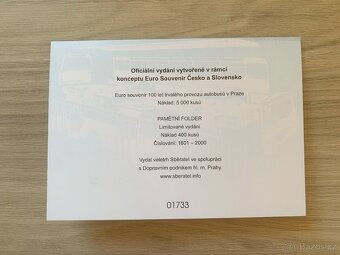 Oficiální vydání vytvořené v rámci
konceptu Euro Souvenir Česko a Slovensko
Euro souvenir 100 let trvalého provozu autobusů v Praze
Náklad: 5 000 kusů
PAMĚTNÍ FOLDER
Limitované vydání
Náklad 400 kusů
Číslování: 1601 – 2000
Vydal veletrh Sběratel ve spolupráci
s Dopravním podnikem hl. m. Prahy.
www.sberatel.info
01733